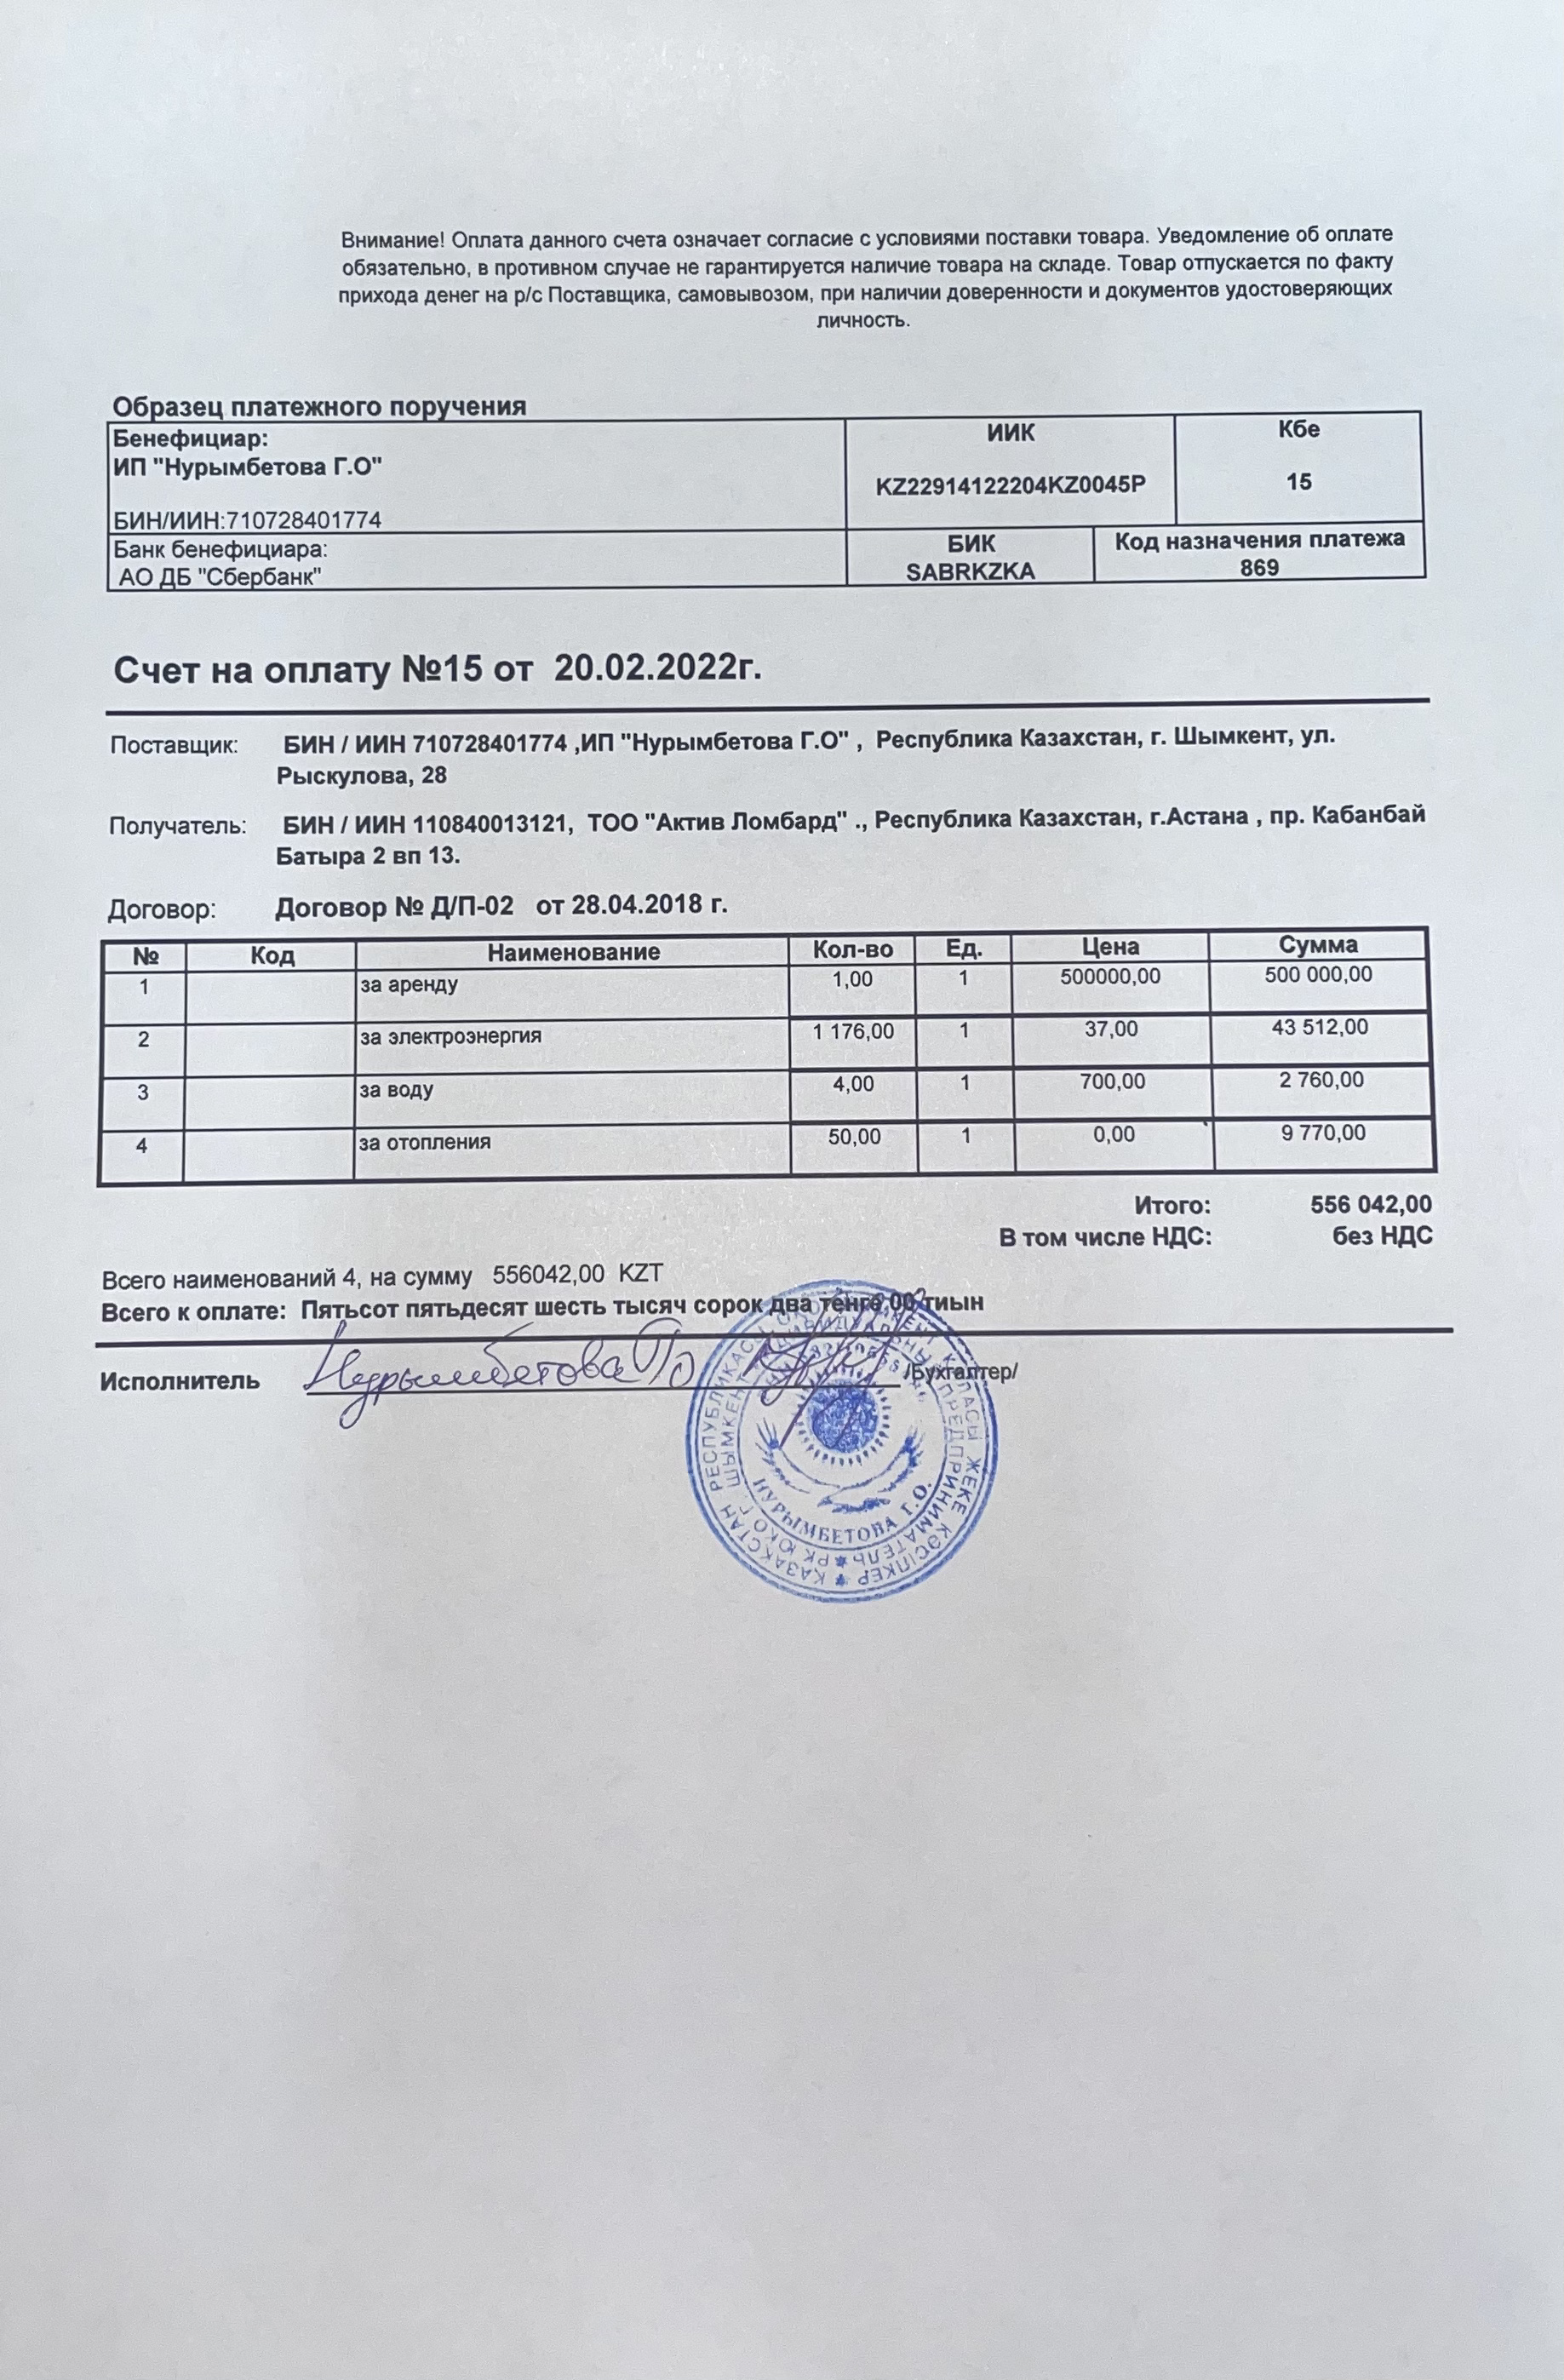 Внимание! Оплата данного счета означает согласие с условиями поставки товара. Уведомление об оплате
обязательно, в противном случае не гарантируется наличие товара на складе. Товар отпускается по факту
прихода денег на р/с Поставщика, самовывозом, при наличии доверенности и документов удостоверяющих
личность.
Образец платежного поручения
Бенефициар: ИИК Кбе
ИП "Нурымбетова Г.О"
KZ22914122204KZ0045P 15
БИН/ИИН:710728401774
Банк бенефициара: БИК Код назначения платежа
АО ДБ "Сбербанк" SABRKZKA 869
Счет на оплату №15 от 20.02.2022г.
Поставщик: БИН / ИИН 710728401774 ,ИП "Нурымбетова Г.О" , Республика Казахстан, г. Шымкент, ул.
Рыскулова, 28
Получатель: БИН / ИИН 110840013121, ТОО "Актив Ломбард" ., Республика Казахстан, г.Астана , пр. Кабанбай
Батыра 2 вп 13.
Договор: Договор № Д/П-02 от 28.04.2018 г.
№ Код Наименование Кол-во Ед. Цена Сумма
1 за аренду 1,00 1 500000,00 500 000,00
2 за электроэнергия 1 176,00 1 37,00 43 512,00
3 за воду 4,00 1 700,00 2 760,00
4 за отопления 50,00 1 0,00 9 770,00
Итого: 556 042,00
В том числе НДС: без НДС
Всего наименований 4, на сумму 556042,00 KZT
Всего к оплате: Пятьсот пятьдесят шесть тысяч сорок два тенге 00 тиын
Исполнитель Нурымбетова Г.О /Бухгалтер/
ҚАЗАҚСТАН РЕСПУБЛИКАСЫ
ҚАЛАСЫ ЖЕКЕ КӘСІПКЕР
РК ЮКО Г. ШЫМКЕНТ ИНДИВИДУАЛЬНЫЙ ПРЕДПРИНИМАТЕЛЬ
НУРЫМБЕТОВА Г.О.